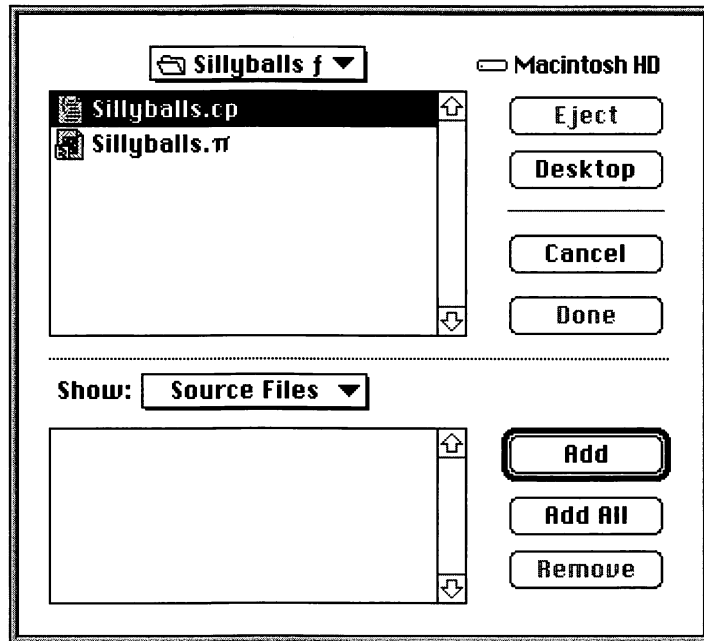 Sillyballs ƒ
Macintosh HD
Sillyballs.cp
Sillyballs.π
Eject
Desktop
Cancel
Done
Show: Source Files
Add
Add All
Remove